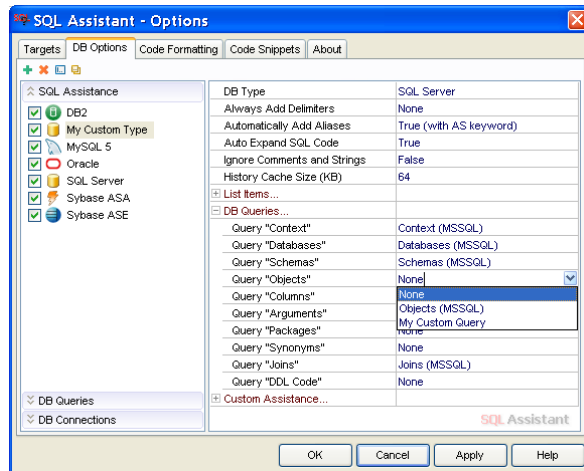 SQL Assistant - Options
Targets DB Options Code Formatting Code Snippets About
SQL Assistance
DB2
My Custom Type
MySQL 5
Oracle
SQL Server
Sybase ASA
Sybase ASE
DB Queries
DB Connections
DB Type SQL Server
Always Add Delimiters None
Automatically Add Aliases True (with AS keyword)
Auto Expand SQL Code True
Ignore Comments and Strings False
History Cache Size (KB) 64
List Items...
DB Queries...
Query "Context" Context (MSSQL)
Query "Databases" Databases (MSSQL)
Query "Schemas" Schemas (MSSQL)
Query "Objects" None
Query "Columns" None
Query "Arguments" Objects (MSSQL)
My Custom Query
Query "Packages" None
Query "Synonyms" None
Query "Joins" Joins (MSSQL)
Query "DDL Code" None
Custom Assistance...
SQL Assistant
OK Cancel Apply Help